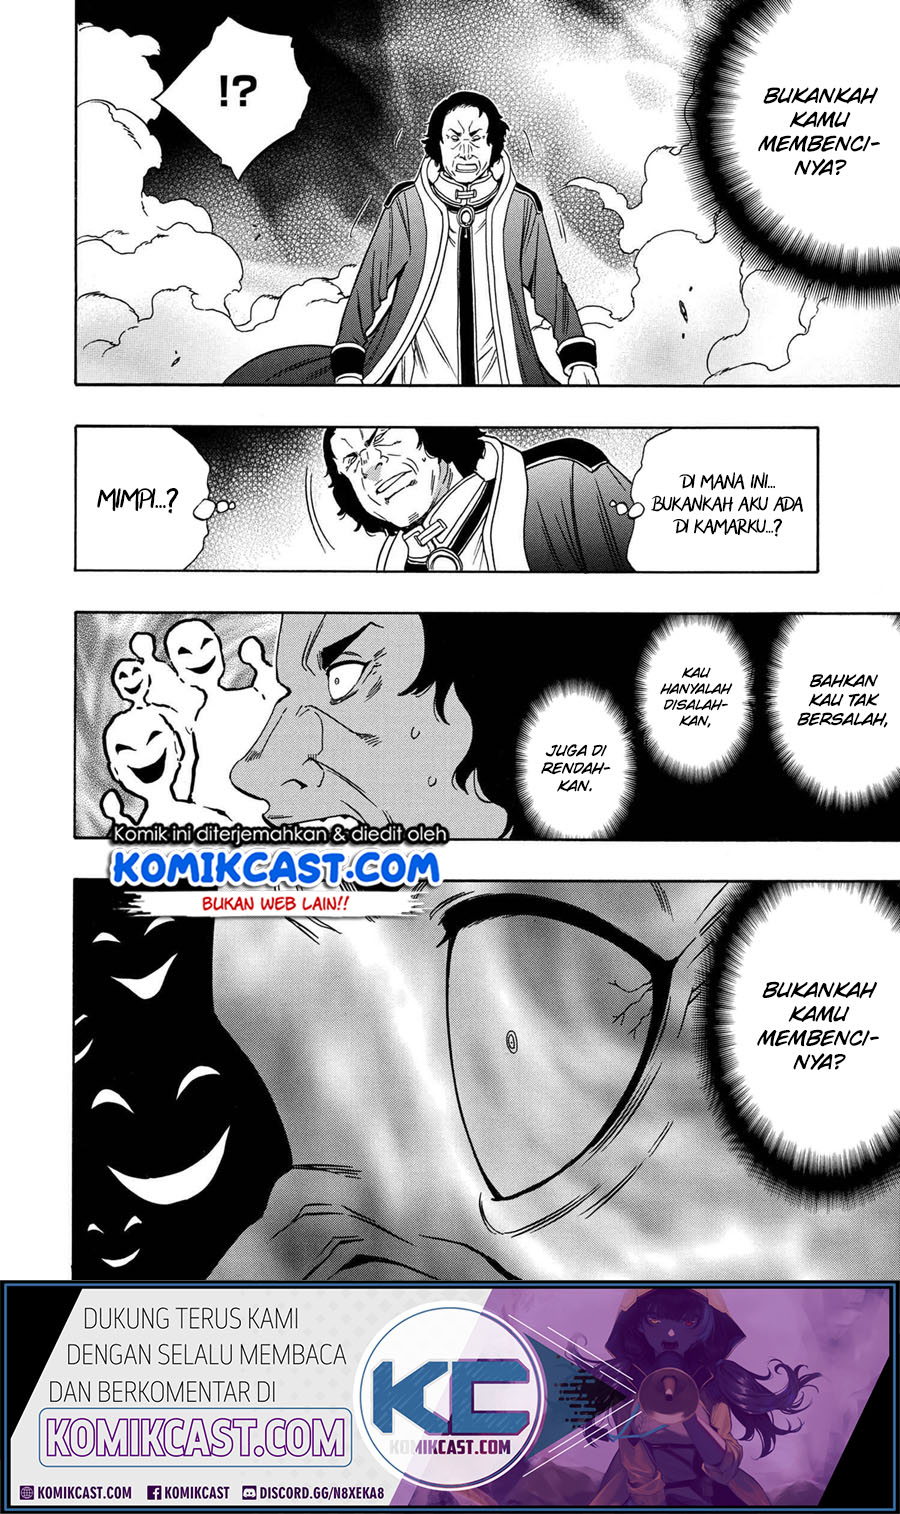 BUKANKAH
KAMU
MEMBENCI-
NYA?
!?
DI MANA INI...
BUKANKAH AKU ADA
DI KAMARKU...?
MIMPI...?
BAHKAN
KAU TAK
BERSALAH,
KAU
HANYALAH
DISALAH-
KAN,
JUGA DI
RENDAH-
KAN.
Komik ini diterjemahkan & diedit oleh
KOMIKCAST.COM
BUKAN WEB LAIN!!
BUKANKAH
KAMU
MEMBENCI-
NYA?
DUKUNG TERUS KAMI
DENGAN SELALU MEMBACA
DAN BERKOMENTAR DI
KOMIKCAST.COM
KC
KOMIKCAST.COM
KOMIKCAST.COM KOMIKCAST DISCORD.GG/N8XEKA8